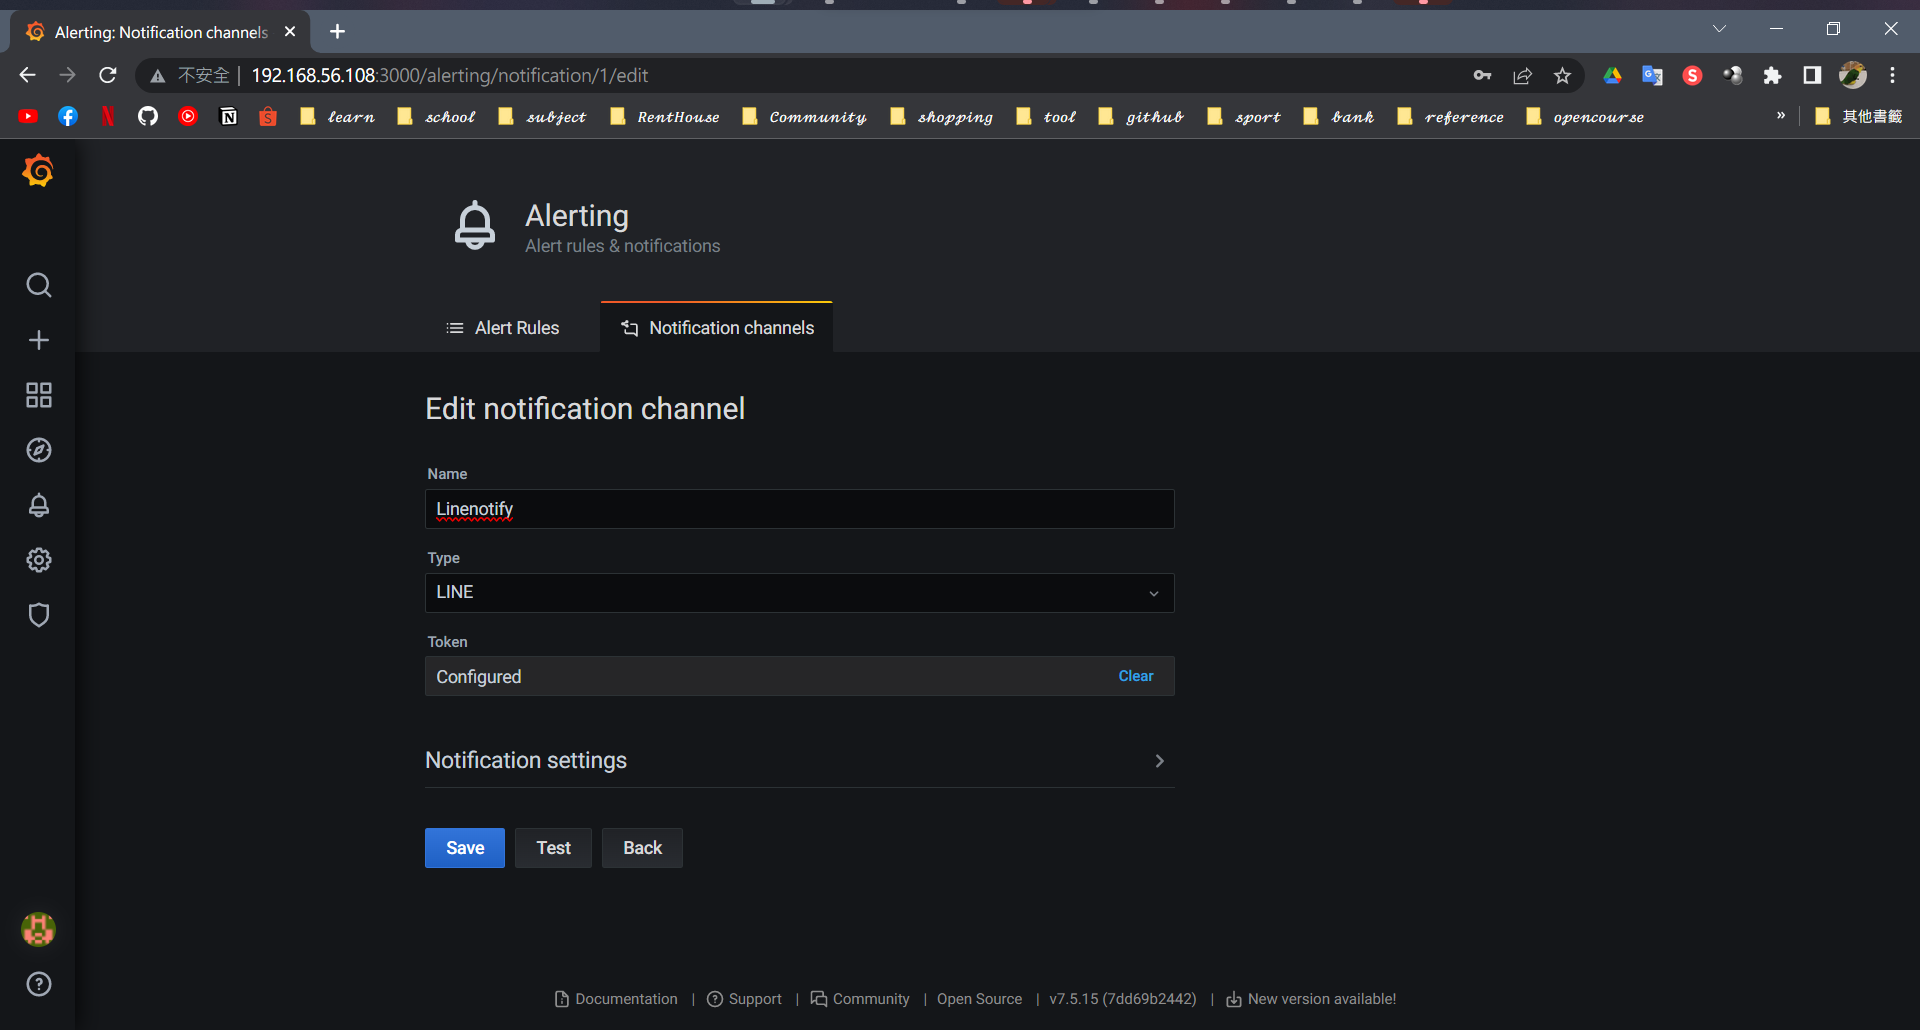 Alerting: Notification channels
不安全 192.168.56.108:3000/alerting/notification/1/edit
learn school subject RentHouse Community shopping tool github sport bank reference opencourse » 其他書籤
Alerting
Alert rules & notifications
Alert Rules Notification channels
Edit notification channel
Name
Linenotify
Type
LINE
Token
Configured Clear
Notification settings
Save Test Back
Documentation | Support | Community | Open Source | v7.5.15 (7dd69b2442) | New version available!